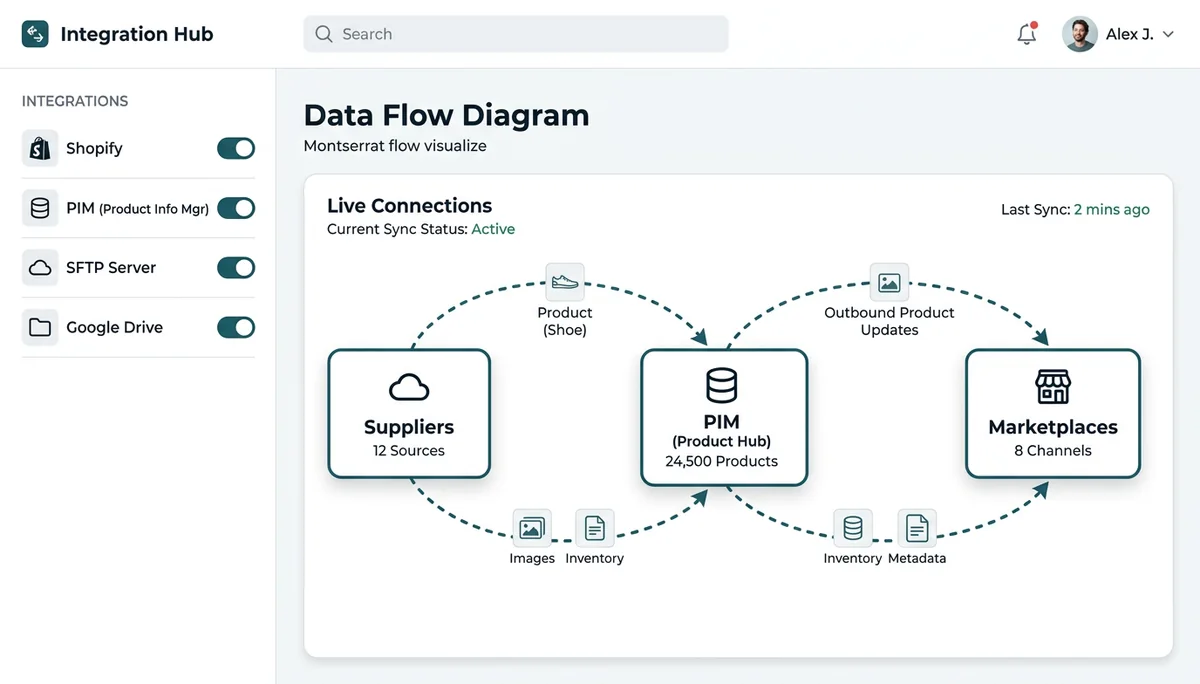 Integration Hub
Search
Alex J.
INTEGRATIONS
Shopify
PIM (Product Info Mgr)
SFTP Server
Google Drive
Data Flow Diagram
Montserrat flow visualize
Live Connections
Current Sync Status: Active
Last Sync: 2 mins ago
Product
(Shoe)
Outbound Product
Updates
Suppliers
12 Sources
PIM
(Product Hub)
24,500 Products
Marketplaces
8 Channels
Images
Inventory
Inventory
Metadata